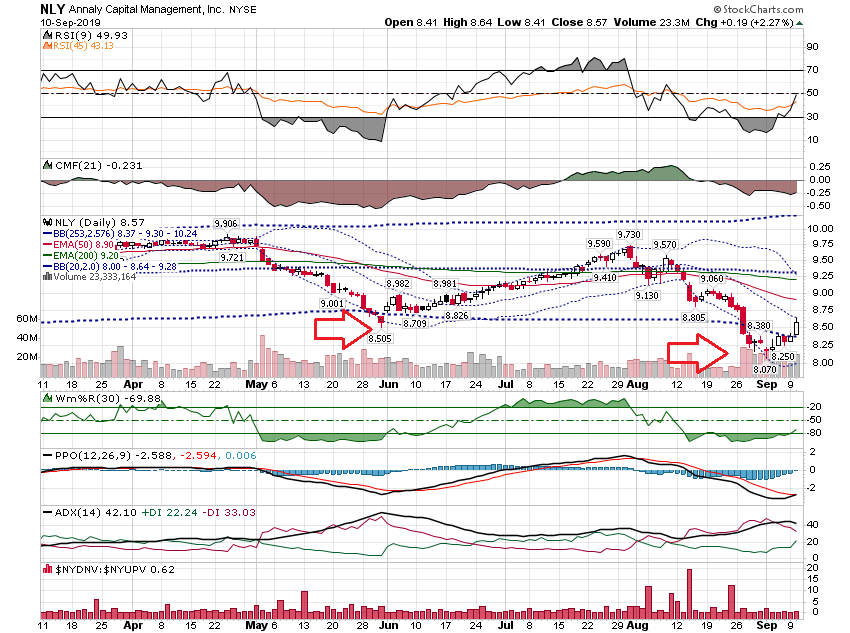 NLY Annaly Capital Management, Inc. NYSE
© StockCharts.com
10-Sep-2019
Open 8.41 High 8.64 Low 8.41 Close 8.57 Volume 23.3M Chg +0.19 (+2.27%)
RSI(9) 49.93
RSI(45) 43.13
90
70
50
30
10
CMF(21) -0.231
0.25
0.00
-0.25
-0.50
NLY (Daily) 8.57
BB(253,2.576) 8.37 - 9.30 - 10.24
EMA(50) 8.90
EMA(200) 9.20
BB(20,2.0) 8.00 - 8.64 - 9.28
Volume 23,333,164
9.906
9.721
9.001
8.505
8.982
8.709
8.981
8.826
9.590
9.410
9.730
9.130
9.570
8.805
9.060
8.380
8.070
8.250
10.00
9.75
9.50
9.25
9.00
8.75
8.50
8.25
8.00
60M
40M
20M
11 18 25 Apr 8 15 22 May 6 13 20 28 Jun 10 17 24 Jul 8 15 22 29 Aug 12 19 26 Sep 9
Wm%R(30) -69.88
-20
-50
-80
PPO(12,26,9) -2.588, -2.594, 0.006
2
0
-2
ADX(14) 42.10 +DI 22.24 -DI 33.03
40
20
0
$NYDNV:$NYUPV 0.62
20
15
10
5
0
11 18 25 Apr 8 15 22 May 6 13 20 28 Jun 10 17 24 Jul 8 15 22 29 Aug 12 19 26 Sep 9